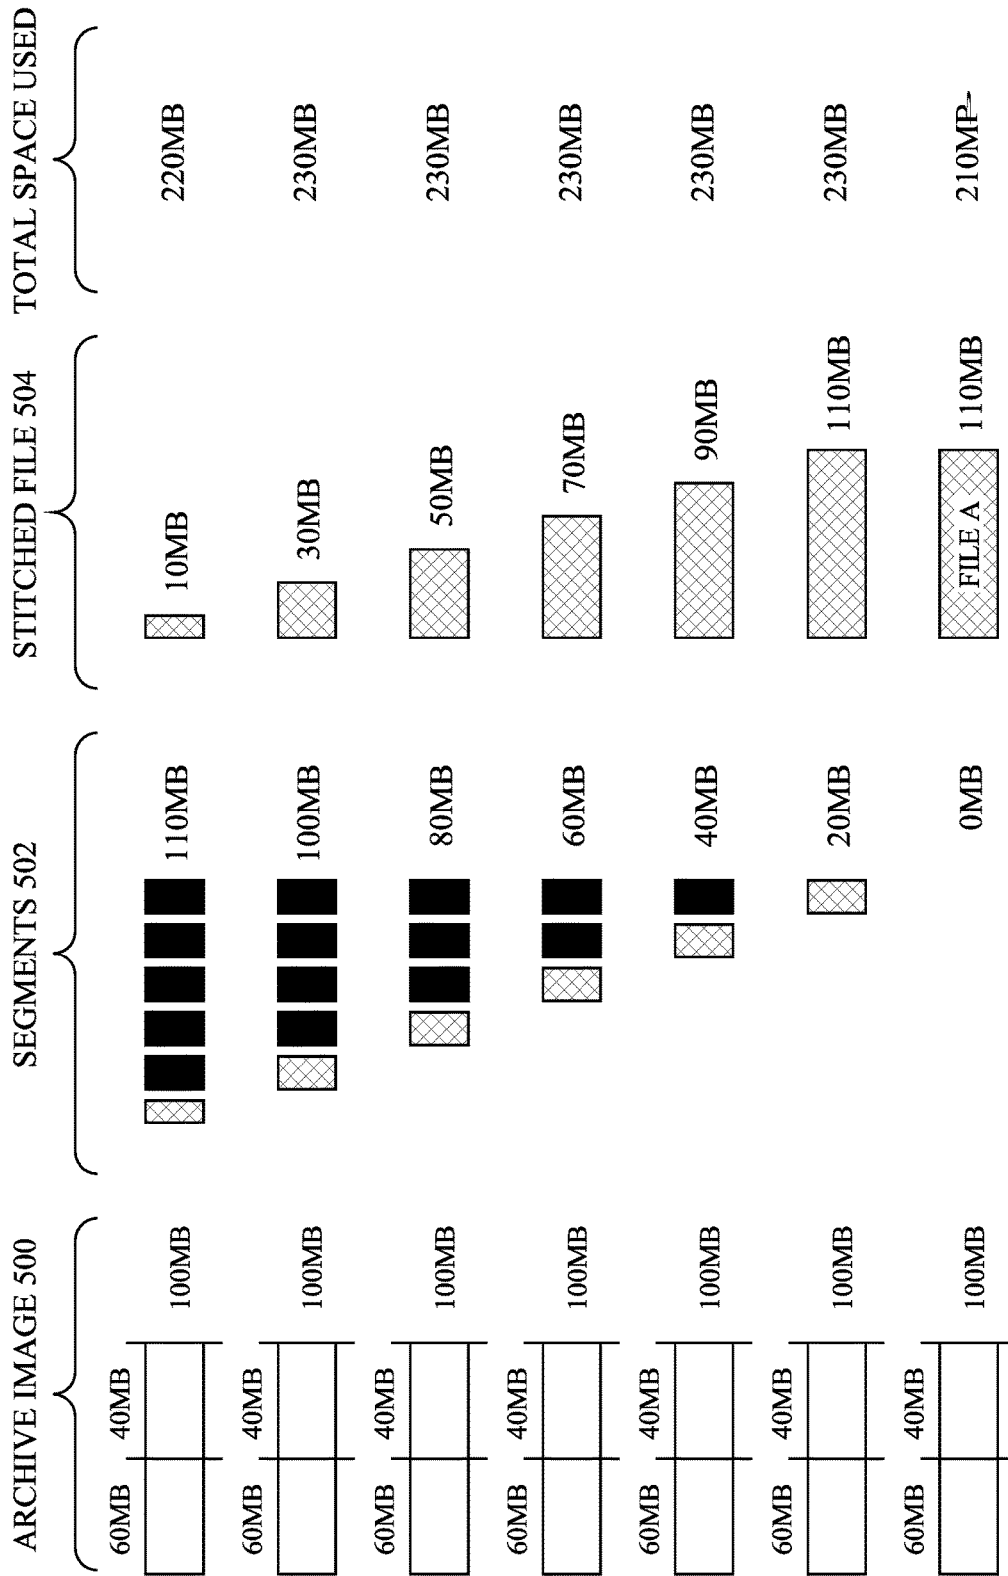 ARCHIVE IMAGE 500 SEGMENTS 502 STITCHED FILE 504 TOTAL SPACE USED
60MB 40MB
100MB 110MB 10MB 220MB
60MB 40MB
100MB 100MB 30MB 230MB
60MB 40MB
100MB 80MB 50MB 230MB
60MB 40MB
100MB 60MB 70MB 230MB
60MB 40MB
100MB 40MB 90MB 230MB
60MB 40MB
100MB 20MB 110MB 230MB
60MB 40MB
100MB 0MB FILE A 110MB 210MB